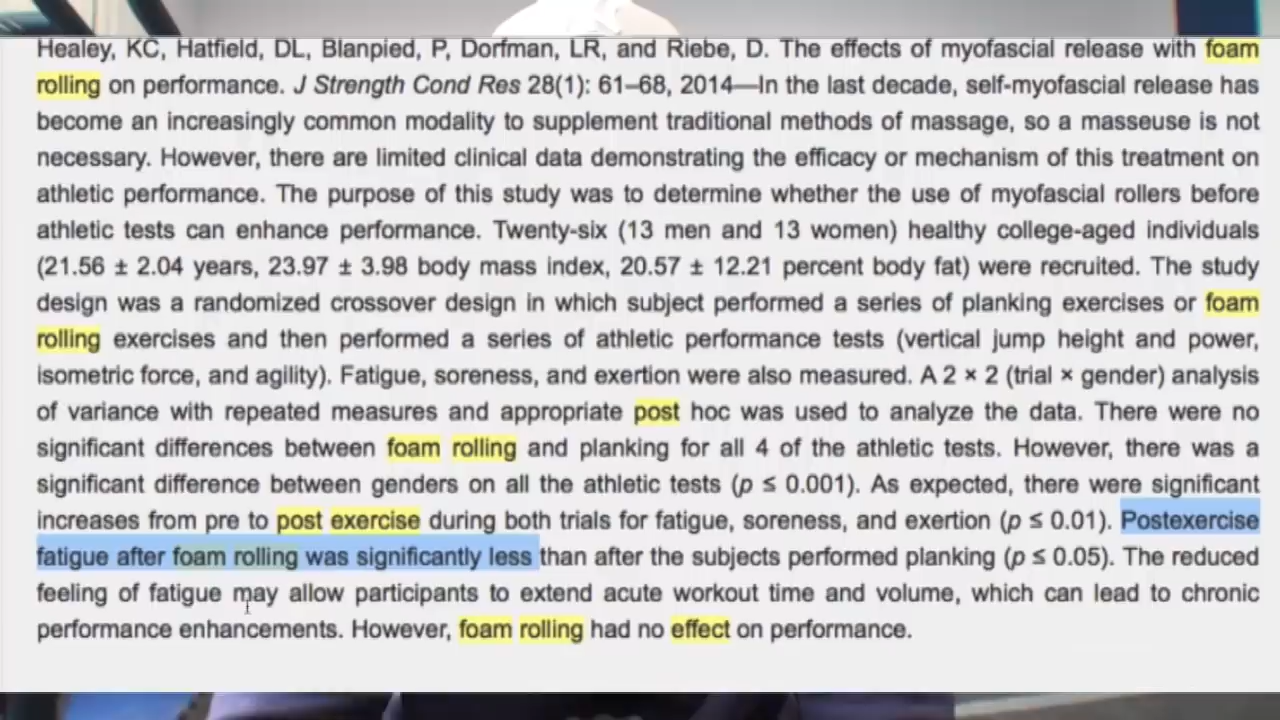 Healey, KC, Hatfield, DL, Blanpied, P, Dorfman, LR, and Riebe, D. The effects of myofascial release with foam
rolling on performance. J Strength Cond Res 28(1): 61–68, 2014—In the last decade, self-myofascial release has
become an increasingly common modality to supplement traditional methods of massage, so a masseuse is not
necessary. However, there are limited clinical data demonstrating the efficacy or mechanism of this treatment on
athletic performance. The purpose of this study was to determine whether the use of myofascial rollers before
athletic tests can enhance performance. Twenty-six (13 men and 13 women) healthy college-aged individuals
(21.56 ± 2.04 years, 23.97 ± 3.98 body mass index, 20.57 ± 12.21 percent body fat) were recruited. The study
design was a randomized crossover design in which subject performed a series of planking exercises or foam
rolling exercises and then performed a series of athletic performance tests (vertical jump height and power,
isometric force, and agility). Fatigue, soreness, and exertion were also measured. A 2 × 2 (trial × gender) analysis
of variance with repeated measures and appropriate post hoc was used to analyze the data. There were no
significant differences between foam rolling and planking for all 4 of the athletic tests. However, there was a
significant difference between genders on all the athletic tests (p ≤ 0.001). As expected, there were significant
increases from pre to post exercise during both trials for fatigue, soreness, and exertion (p ≤ 0.01). Postexercise
fatigue after foam rolling was significantly less than after the subjects performed planking (p ≤ 0.05). The reduced
feeling of fatigue may allow participants to extend acute workout time and volume, which can lead to chronic
performance enhancements. However, foam rolling had no effect on performance.